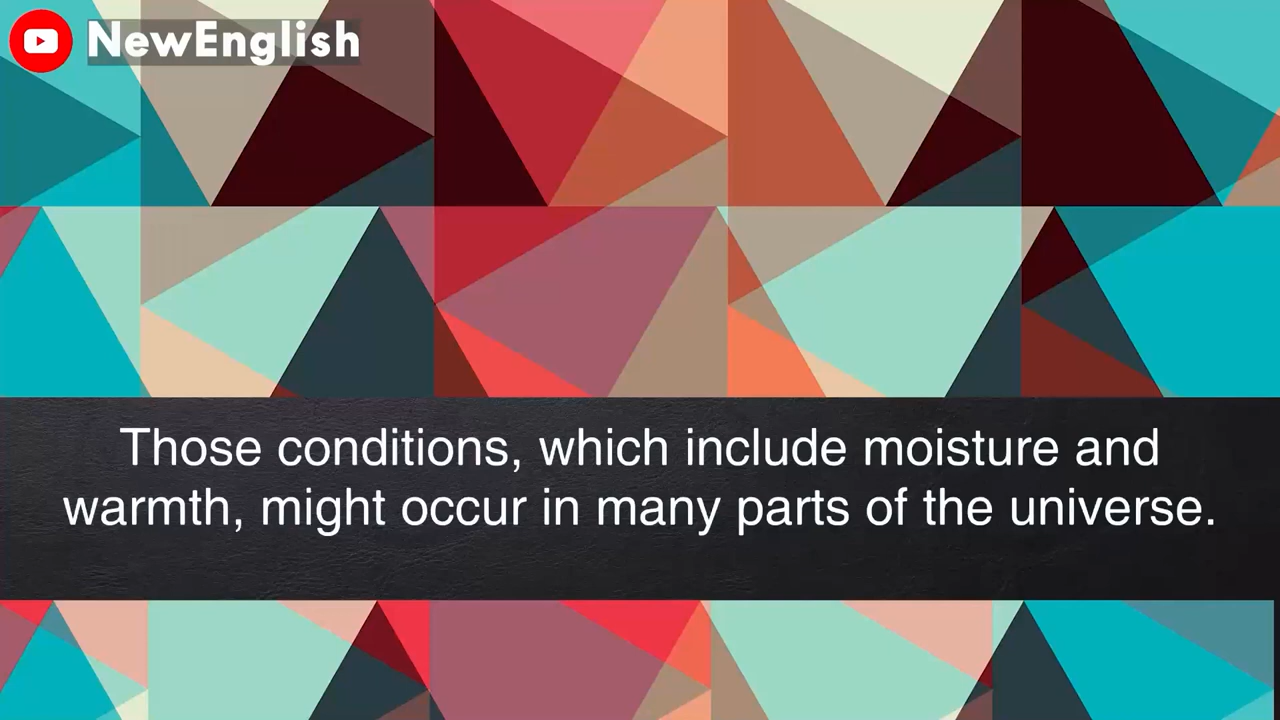 NewEnglish
Those conditions, which include moisture and
warmth, might occur in many parts of the universe.